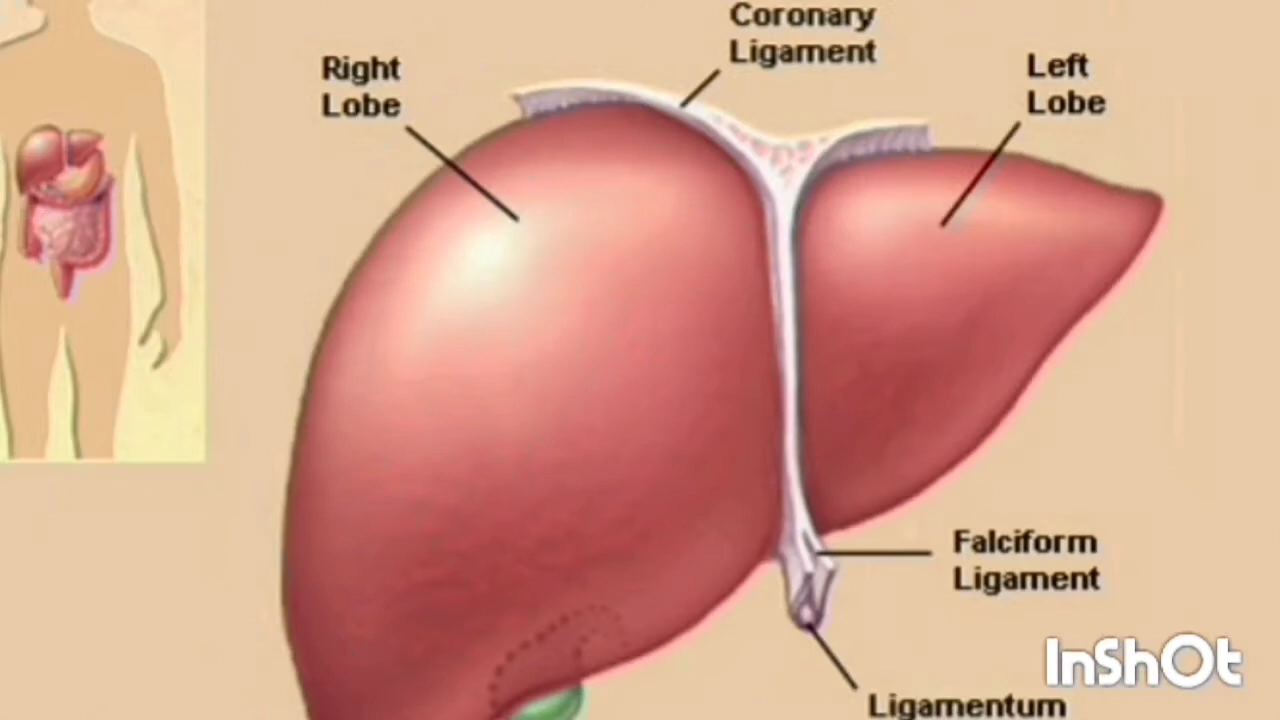 Coronary
Ligament
Right
Lobe
Left
Lobe
Falciform
Ligament
Ligamentum
InShOt